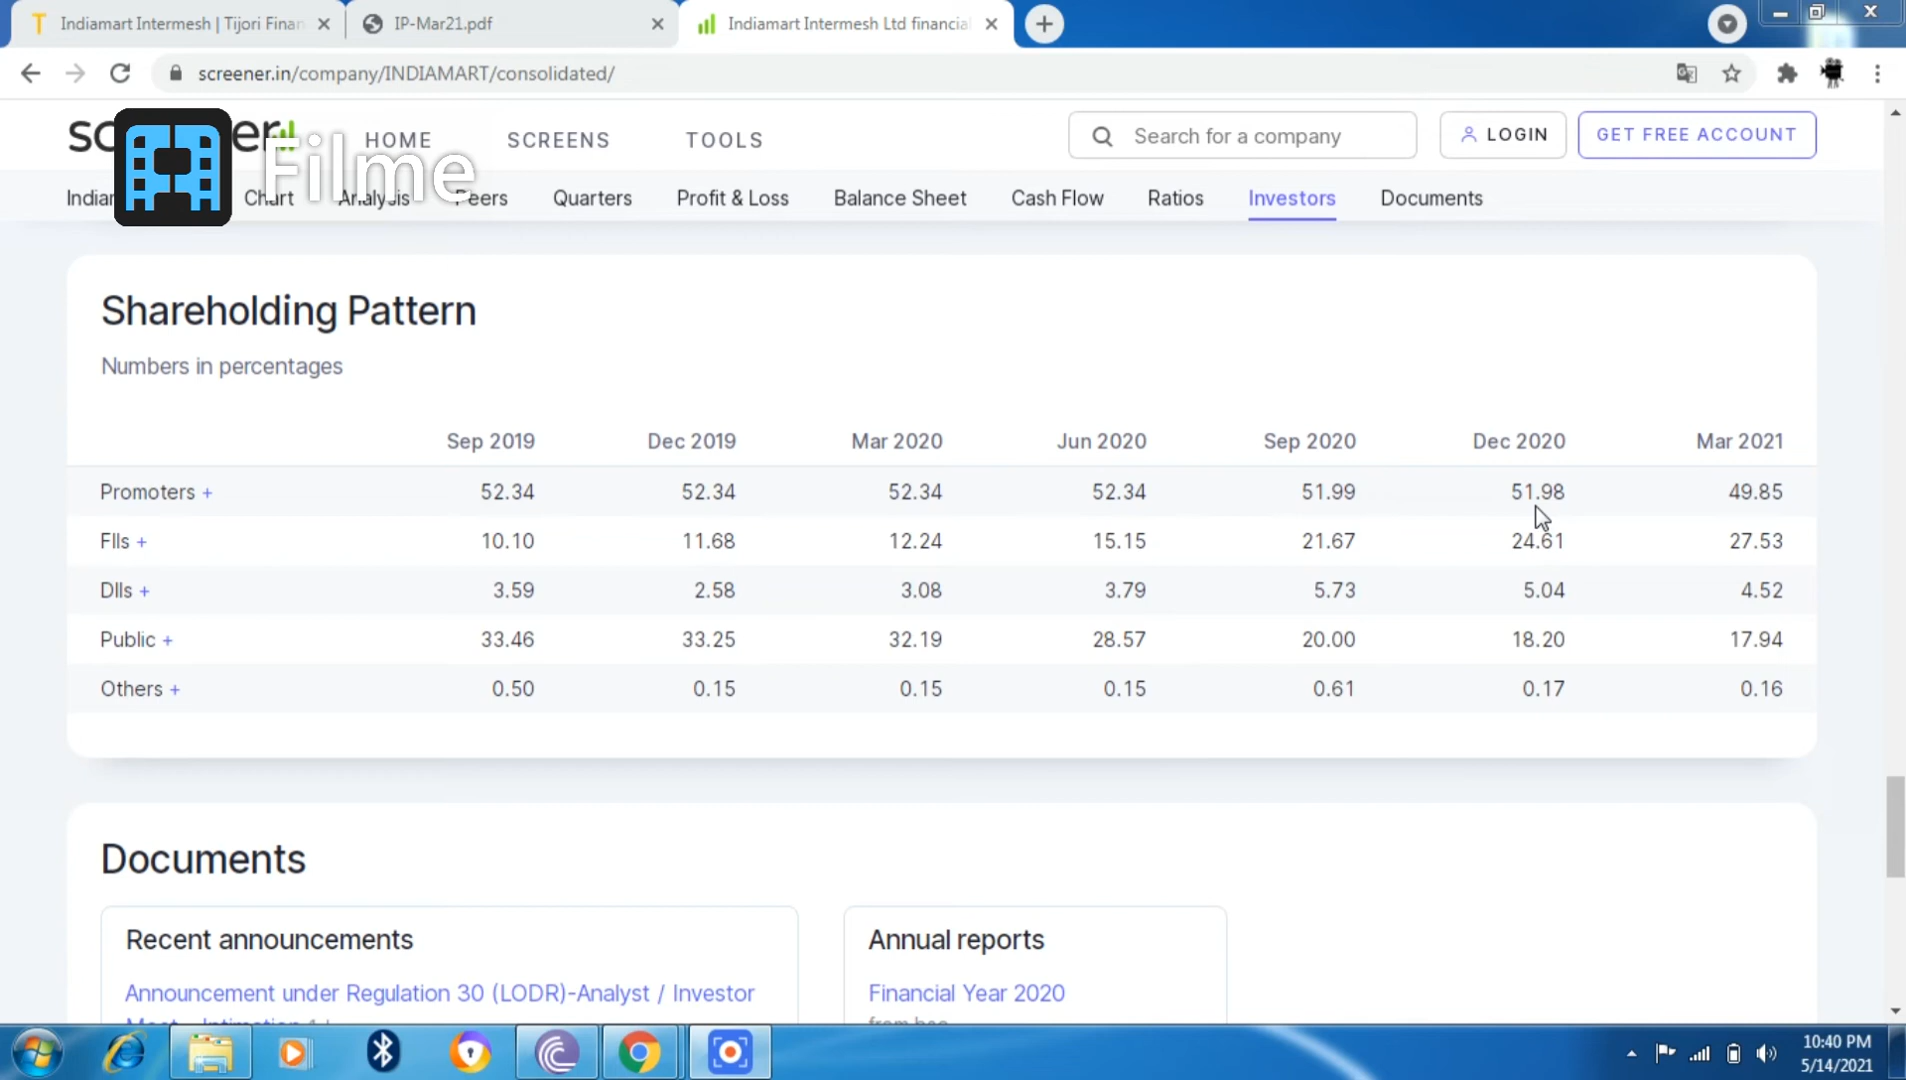 Indiamart Intermesh | Tijori Finan
IP-Mar21.pdf
Indiamart Intermesh Ltd financial
screener.in/company/INDIAMART/consolidated/
Filme
HOME
SCREENS
TOOLS
Search for a company
LOGIN
GET FREE ACCOUNT
Chart
Analysis
Peers
Quarters
Profit & Loss
Balance Sheet
Cash Flow
Ratios
Investors
Documents
Shareholding Pattern
Numbers in percentages
Sep 2019 Dec 2019 Mar 2020 Jun 2020 Sep 2020 Dec 2020 Mar 2021
Promoters + 52.34 52.34 52.34 52.34 51.99 51.98 49.85
FIIs + 10.10 11.68 12.24 15.15 21.67 24.61 27.53
DIIs + 3.59 2.58 3.08 3.79 5.73 5.04 4.52
Public + 33.46 33.25 32.19 28.57 20.00 18.20 17.94
Others + 0.50 0.15 0.15 0.15 0.61 0.17 0.16
Documents
Recent announcements
Annual reports
Announcement under Regulation 30 (LODR)-Analyst / Investor
Financial Year 2020
10:40 PM
5/14/2021